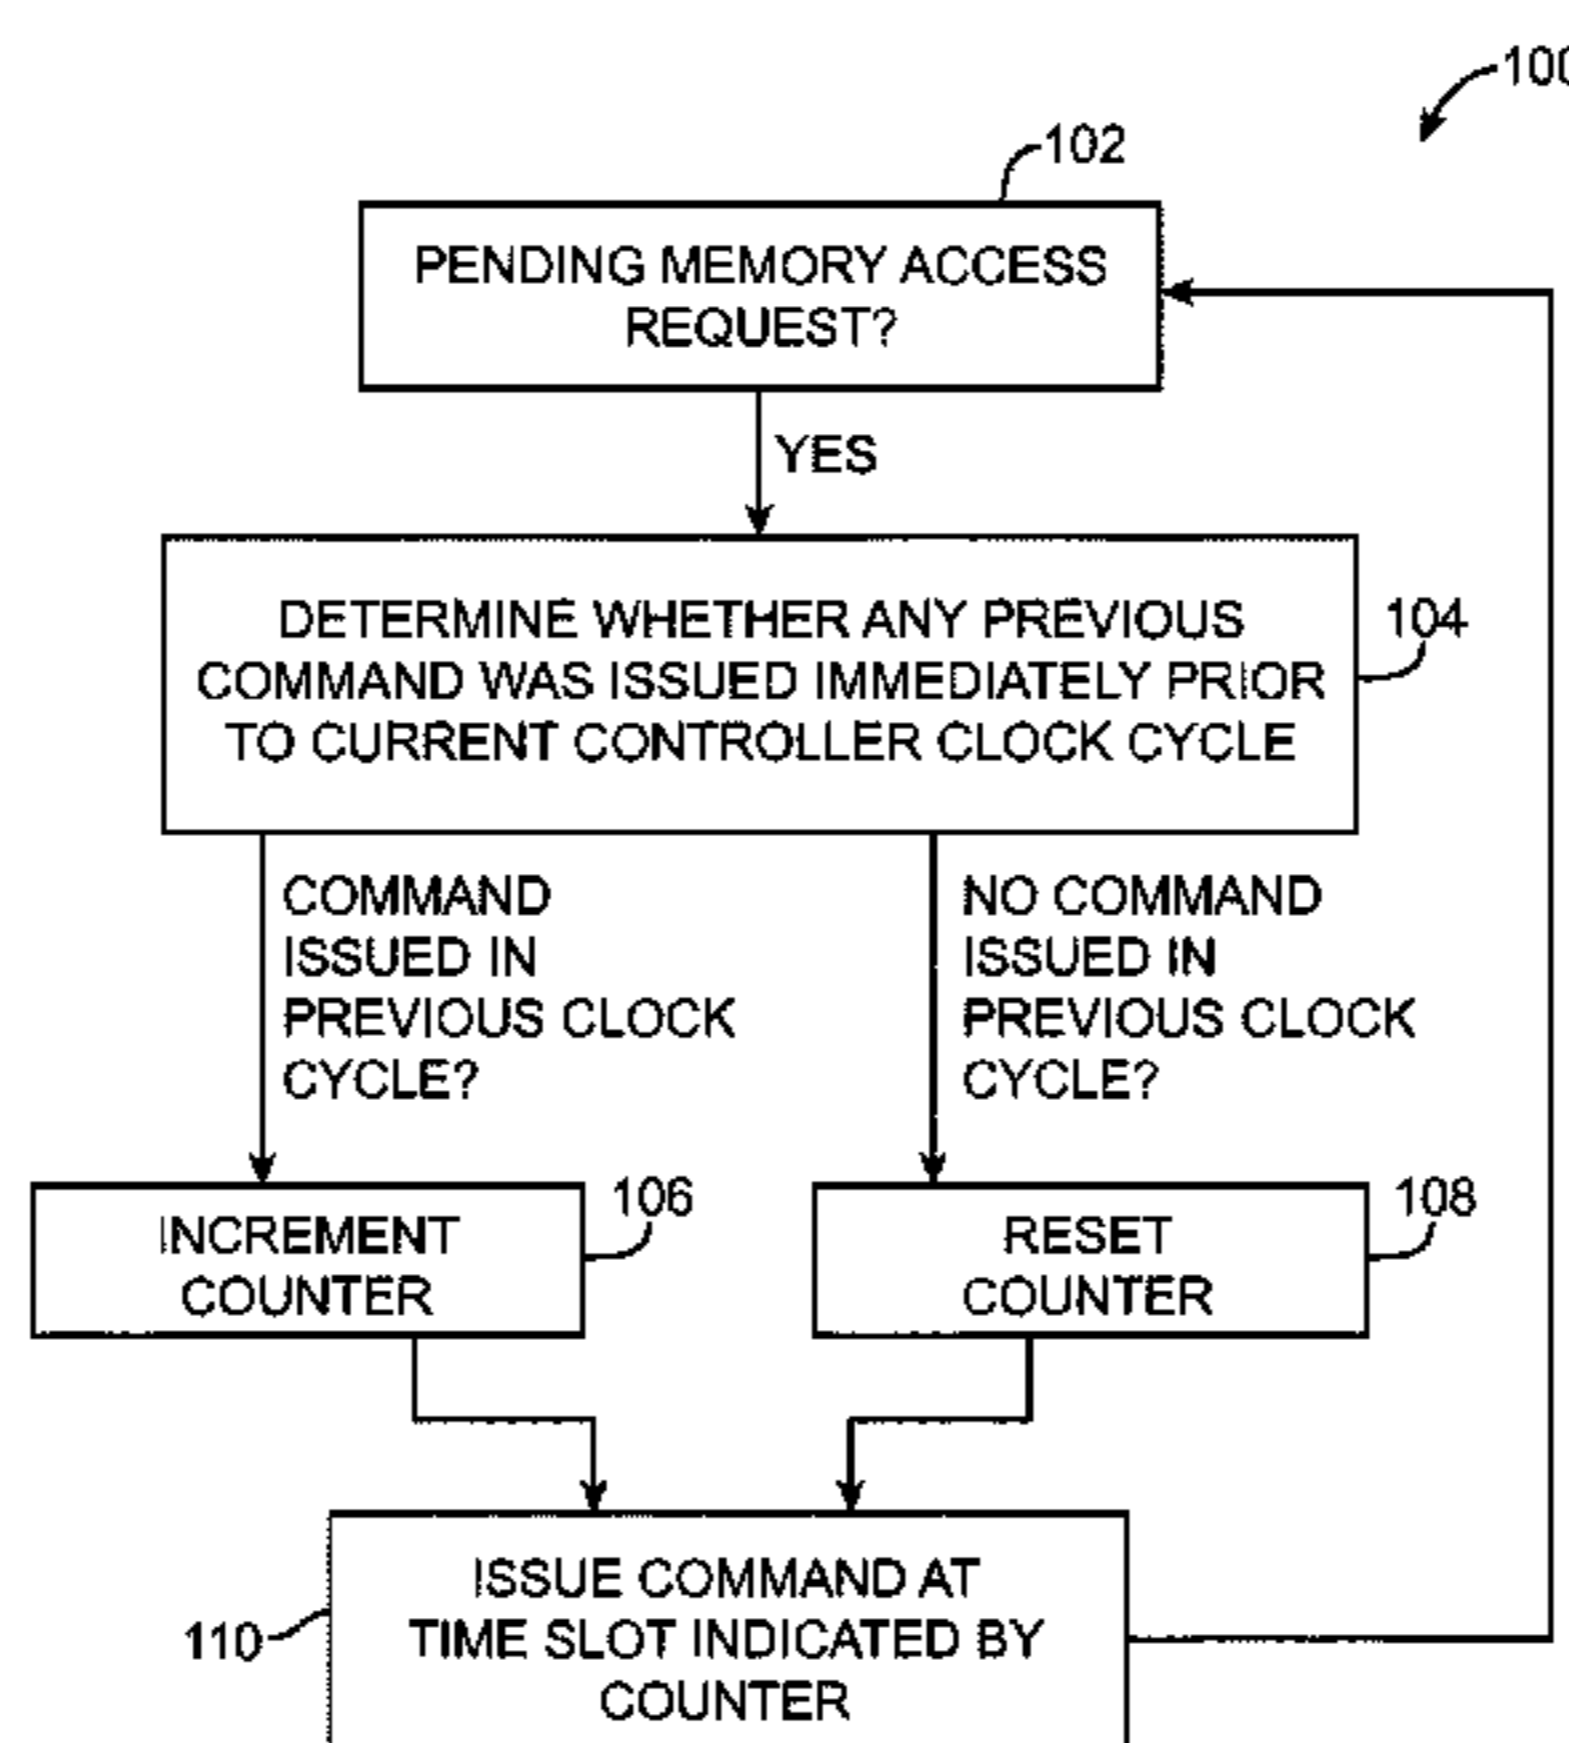 100
102
PENDING MEMORY ACCESS
REQUEST?
YES
DETERMINE WHETHER ANY PREVIOUS
COMMAND WAS ISSUED IMMEDIATELY PRIOR
TO CURRENT CONTROLLER CLOCK CYCLE
104
COMMAND
ISSUED IN
PREVIOUS CLOCK
CYCLE?
NO COMMAND
ISSUED IN
PREVIOUS CLOCK
CYCLE?
INCREMENT
COUNTER
106
RESET
COUNTER
108
ISSUE COMMAND AT
TIME SLOT INDICATED BY
COUNTER
110